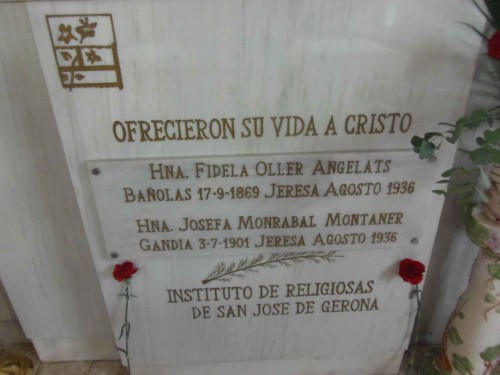 OFRECIERON SU VIDA A CRISTO
HNA. FIDELA OLLER ANGELATS
BAÑOLAS 17-9-1869 JERESA AGOSTO 1936
HNA. JOSEFA MONRABAL MONTANER
GANDIA 3-7-1901 JERESA AGOSTO 1936
INSTITUTO DE RELIGIOSAS
DE SAN JOSE DE GERONA